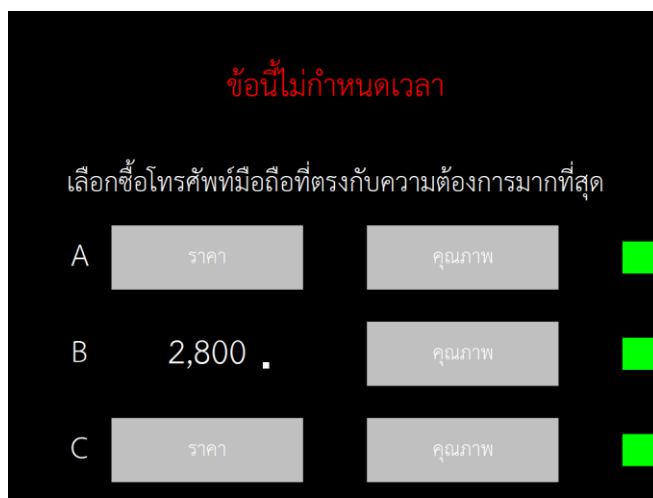 ข้อนี้ไม่กำหนดเวลา
เลือกซื้อโทรศัพท์มือถือที่ตรงกับความต้องการมากที่สุด
A ราคา คุณภาพ
B 2,800 . คุณภาพ
C ราคา คุณภาพ